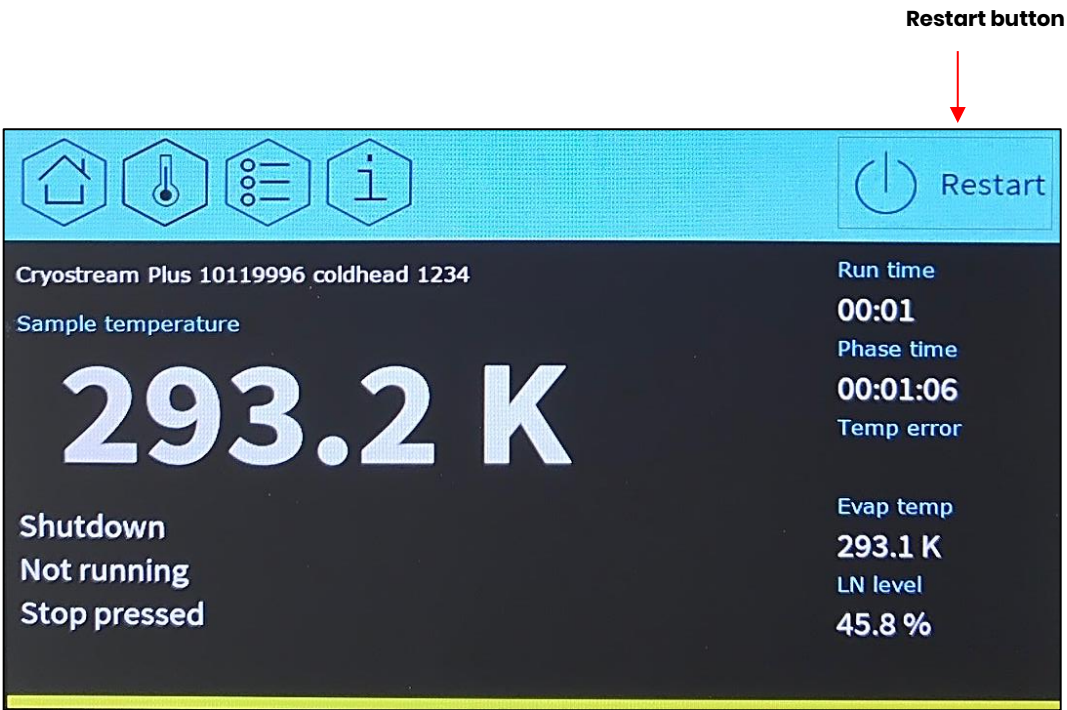 Restart button
Restart
Cryostream Plus 10119996 coldhead 1234
Sample temperature
293.2 K
Shutdown
Not running
Stop pressed
Run time
00:01
Phase time
00:01:06
Temp error
Evap temp
293.1 K
LN level
45.8 %